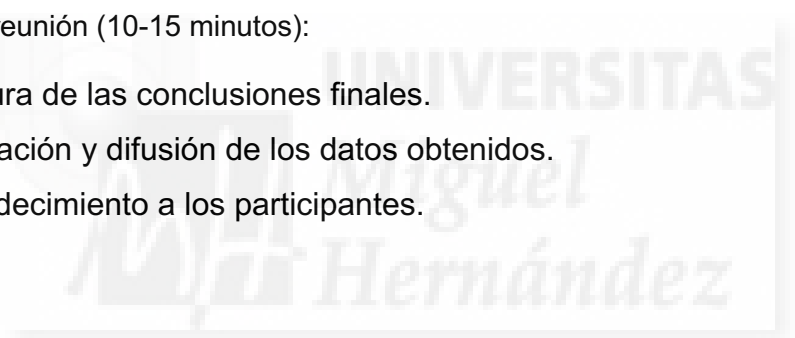 reunión (10-15 minutos):
UNIVERSITAS
ura de las conclusiones finales.
ación y difusión de los datos obtenidos.
Miguel
decimiento a los participantes.
Hernández